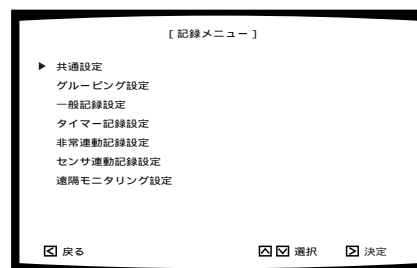 [ 記録メニュー ]
▶ 共通設定
グルーピング設定
一般記録設定
タイマー記録設定
非常連動記録設定
センサ連動記録設定
遠隔モニタリング設定
戻る 選択 決定